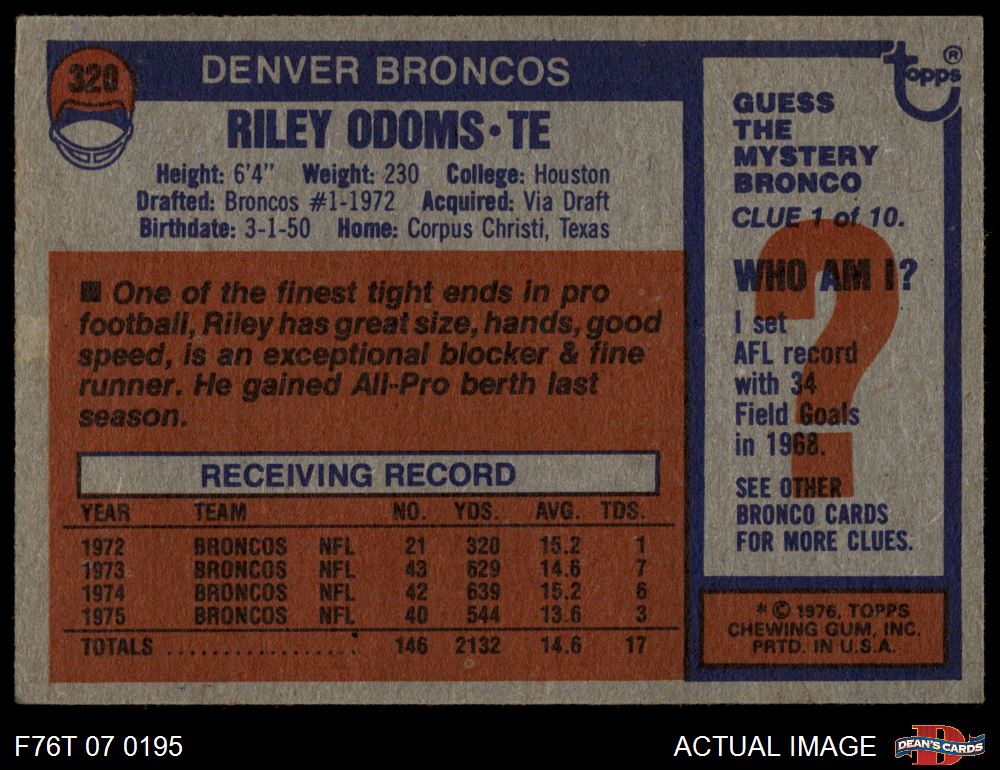 320
DENVER BRONCOS
RILEY ODOMS•TE
Height: 6'4" Weight: 230 College: Houston
Drafted: Broncos #1-1972 Acquired: Via Draft
Birthdate: 3-1-50 Home: Corpus Christi, Texas
■ One of the finest tight ends in pro
football, Riley has great size, hands, good
speed, is an exceptional blocker & fine
runner. He gained All-Pro berth last
season.
RECEIVING RECORD
YEAR TEAM NO. YDS. AVG. TDS.
1972 BRONCOS NFL 21 320 15.2 1
1973 BRONCOS NFL 43 629 14.6 7
1974 BRONCOS NFL 42 639 15.2 6
1975 BRONCOS NFL 40 544 13.6 3
TOTALS .................. 146 2132 14.6 17
topps ®
GUESS
THE
MYSTERY
BRONCO
CLUE 1 of 10.
WHO AM I?
?
I set
AFL record
with 34
Field Goals
in 1968.
SEE OTHER
BRONCO CARDS
FOR MORE CLUES.
* © 1976, TOPPS
CHEWING GUM, INC.
PRTD. IN U.S.A.
F76T 07 0195
ACTUAL IMAGE
D
DEAN'S CARDS